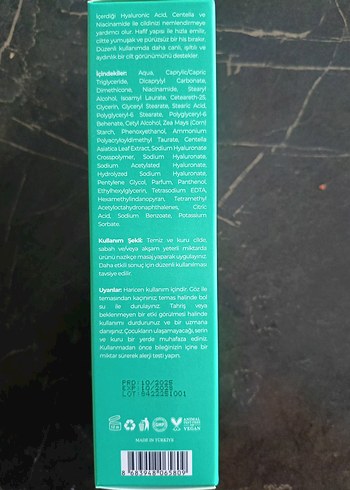 İçerdiği Hyaluronic Acid, Centella ve
Niacinamide ile cildinizi nemlendirmeye
yardımcı olur. Hafif yapısı ile hızla emilir,
ciltte yumuşak ve pürüzsüz bir his bırakır.
Düzenli kullanımda daha canlı, ışıltılı ve
aydınlık bir cilt görünümünü destekler.
İçindekiler: Aqua, Caprylic/Capric
Triglyceride, Dicaprylyl Carbonate,
Dimethicone, Niacinamide, Stearyl
Alcohol, Isoamyl Laurate, Ceteareth-25,
Glycerin, Glyceryl Stearate, Stearic Acid,
Polyglyceryl-6 Stearate, Polyglyceryl-6
Behenate, Cetyl Alcohol, Zea Mays (Corn)
Starch, Phenoxyethanol, Ammonium
Polyacryloyldimethyl Taurate, Centella
Asiatica Leaf Extract, Sodium Hyaluronate
Crosspolymer, Sodium Hyaluronate,
Sodium Acetylated Hyaluronate,
Hydrolyzed Sodium Hyaluronate,
Pentylene Glycol, Parfum, Panthenol,
Ethylhexylglycerin, Tetrasodium EDTA,
Hexamethylindanopyran, Tetramethyl
Acetyloctahydronaphthalenes, Citric
Acid, Sodium Benzoate, Potassium
Sorbate.
Kullanım Şekli: Temiz ve kuru cilde,
sabah ve/veya akşam yeterli miktarda
ürünü nazikçe masaj yaparak uygulayınız.
Daha etkili sonuç için düzenli kullanılması
tavsiye edilir.
Uyarılar: Haricen kullanım içindir. Göz ile
temasından kaçınınız; temas halinde bol
su ile durulayınız. Tahriş veya
beklenmeyen bir etki görülmesi halinde
kullanımı durdurunuz ve bir uzmana
danışınız. Çocukların ulaşamayacağı, serin
ve kuru bir yerde muhafaza ediniz.
Kullanmadan önce bileğinizin içine bir
miktar sürerek alerji testi yapın.
PRD:10/2025
LOT:8422281001
GMP
VEGAN
MADE IN TÜRKİYE